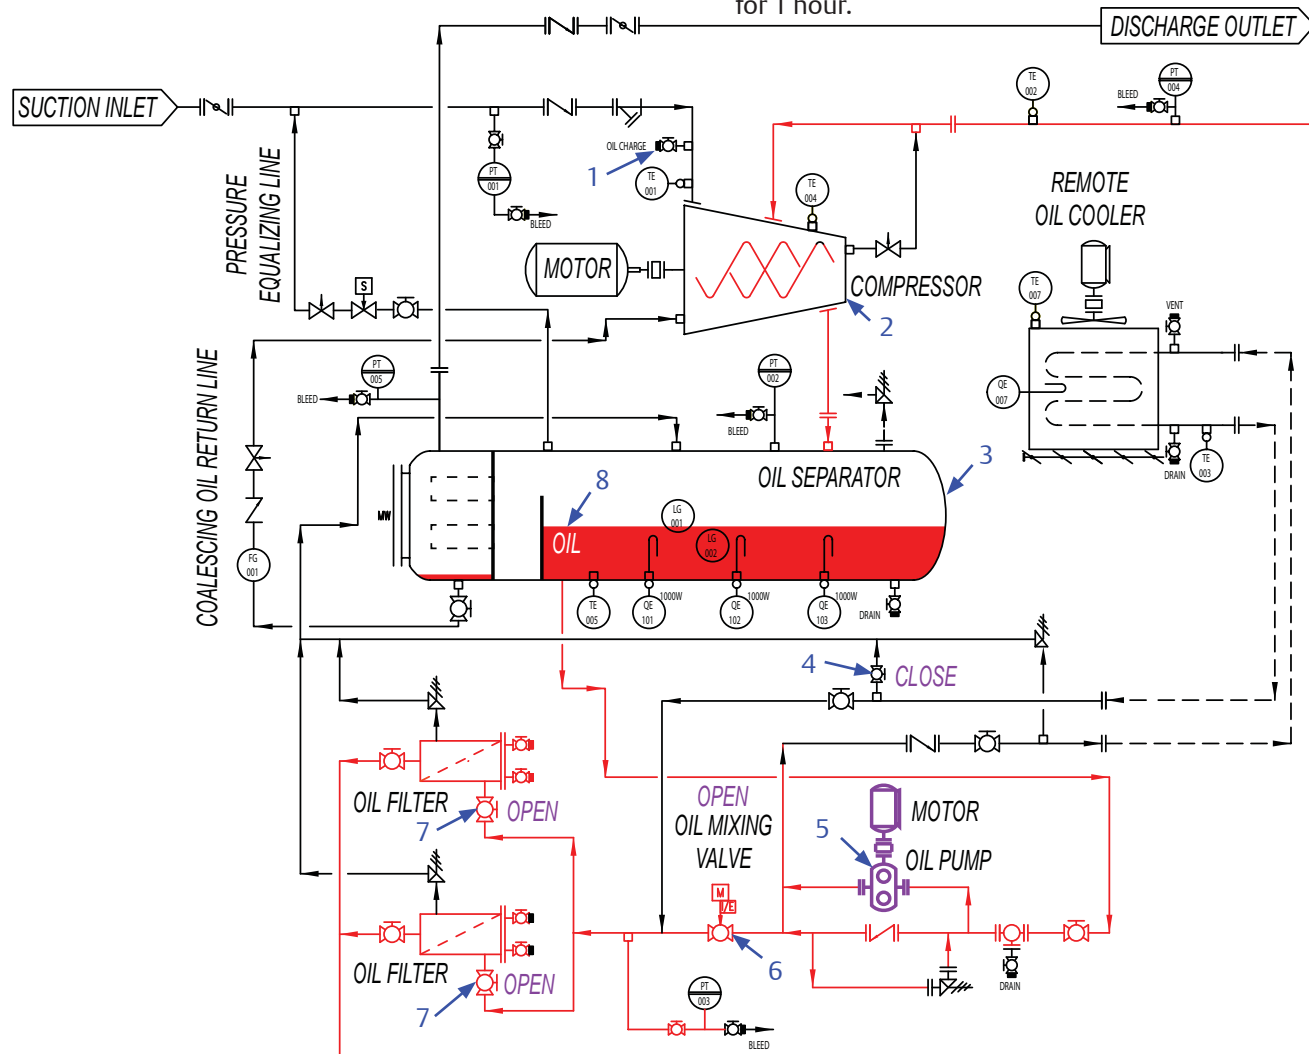 for 1 hour.
DISCHARGE OUTLET
SUCTION INLET
TE
002
PT
004
BLEED
OIL CHARGE
1
TE
001
PT
001
BLEED
TE
004
REMOTE
OIL COOLER
PRESSURE
EQUALIZING LINE
S
MOTOR
COMPRESSOR
2
TE
007
VENT
QE
007
DRAIN
TE
003
COALESCING OIL RETURN LINE
PT
005
BLEED
PT
002
BLEED
OIL SEPARATOR
3
8
MW
OIL
LG
001
LG
002
FG
001
TE
005
QE
101
1000W
QE
102
1000W
QE
103
1000W
DRAIN
4
CLOSE
OIL FILTER
7
OPEN
OPEN
OIL MIXING
VALVE
5
MOTOR
OIL PUMP
M
I/E
6
OIL FILTER
7
OPEN
PT
003
BLEED
DRAIN